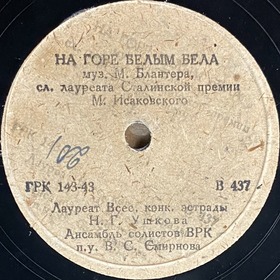 НА ГОРЕ БЕЛЫМ БЕЛА
муз. М. Блантера,
сл. лауреата Сталинской премии
М. Исаковского
ГРК 143-43 В 437
Лауреат Всес. конк. эстрады
Н. Г.
Ансамбль солистов ВРК
п.у. В. С. Смирнова